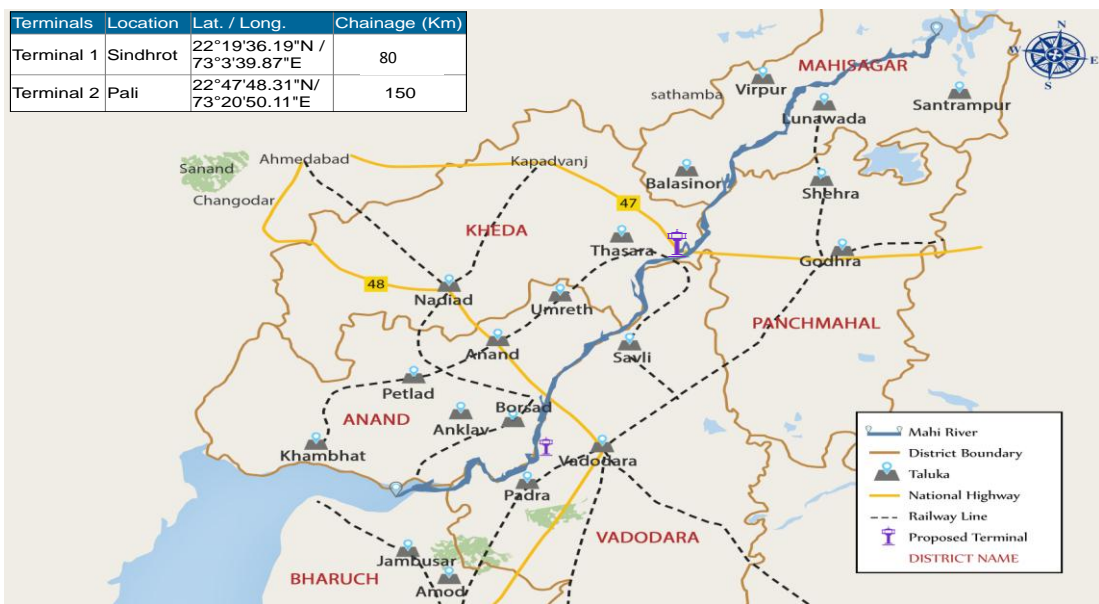 Terminals Location Lat. / Long. Chainage (Km)
Terminal 1 Sindhrot 22°19'36.19"N / 73°3'39.87"E 80
Terminal 2 Pali 22°47'48.31"N/ 73°20'50.11"E 150
N
W
E
S
MAHISAGAR
Virpur
sathamba
Lunawada
Santrampur
Ahmedabad
Kapadvanj
Sanand
Changodar
Balasinor
Shehra
47
KHEDA
Thasara
Godhra
48
Nadiad
Umreth
PANCHMAHAL
Anand
Savli
Petlad
Borsad
ANAND
Anklav
Khambhat
Vadodara
Padra
VADODARA
Jambusar
BHARUCH
Amod
Mahi River
District Boundary
Taluka
National Highway
Railway Line
Proposed Terminal
DISTRICT NAME